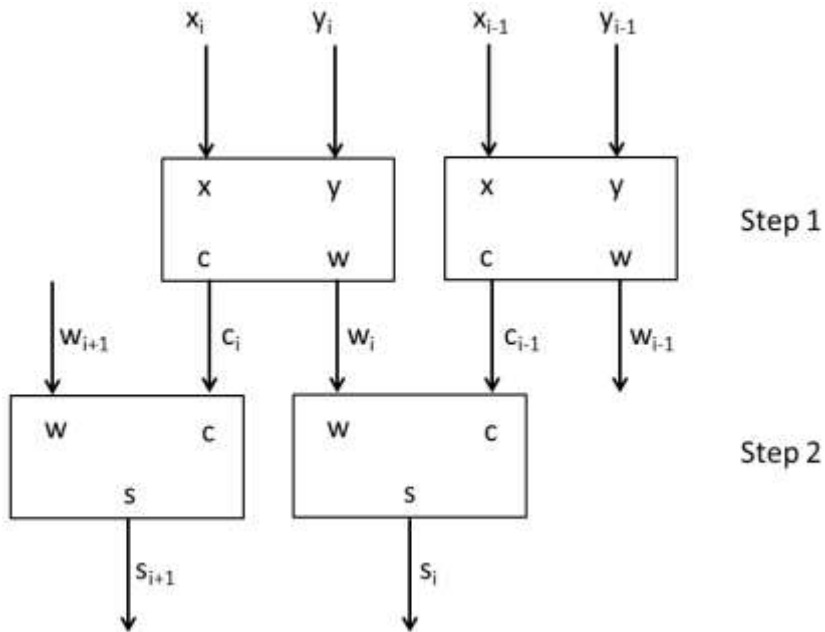 xᵢ yᵢ xᵢ₋₁ yᵢ₋₁
x y x y
Step 1
c w c w
wᵢ₊₁ cᵢ wᵢ cᵢ₋₁ wᵢ₋₁
w c w c
Step 2
s s
sᵢ₊₁ sᵢ